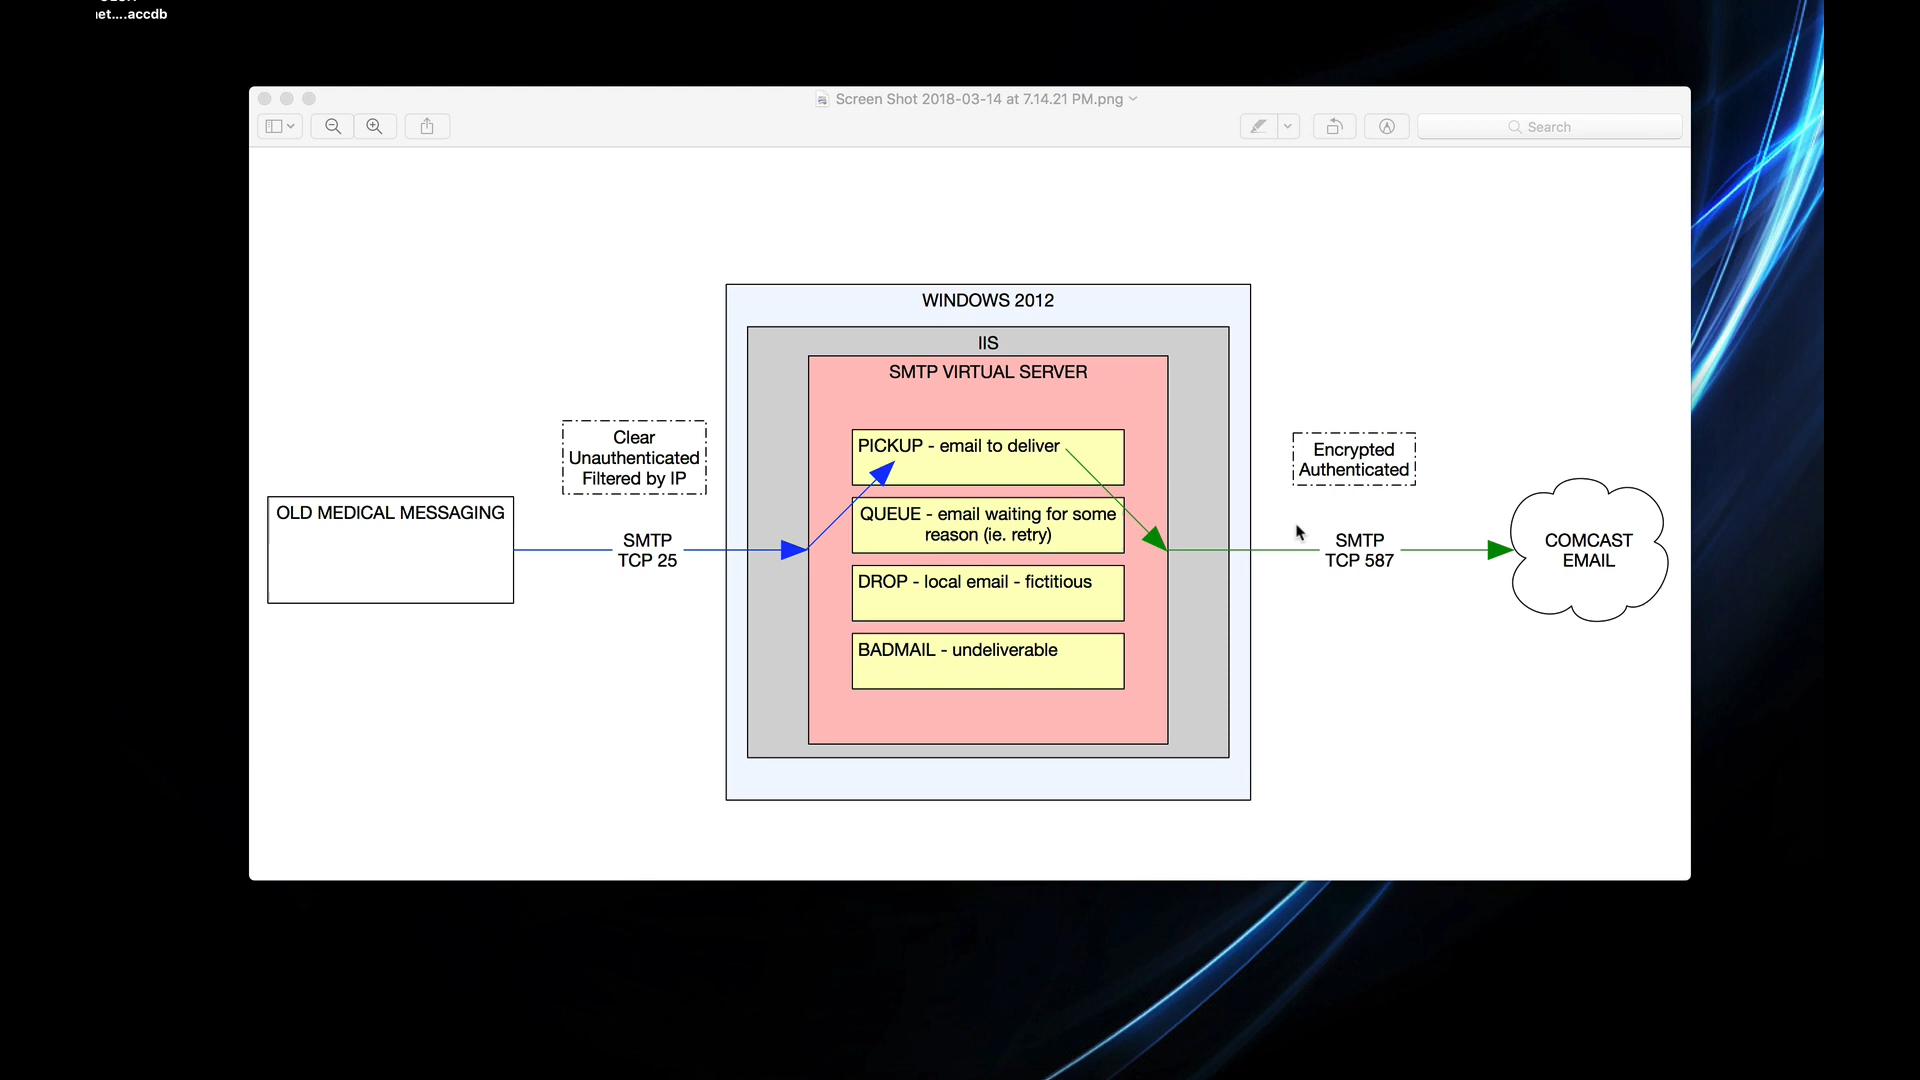 et....accdb
Screen Shot 2018-03-14 at 7.14.21 PM.png
Search
WINDOWS 2012
IIS
SMTP VIRTUAL SERVER
Clear
Unauthenticated
Filtered by IP
PICKUP - email to deliver
Encrypted
Authenticated
OLD MEDICAL MESSAGING
QUEUE - email waiting for some
reason (ie. retry)
SMTP
TCP 25
SMTP
TCP 587
COMCAST
EMAIL
DROP - local email - fictitious
BADMAIL - undeliverable